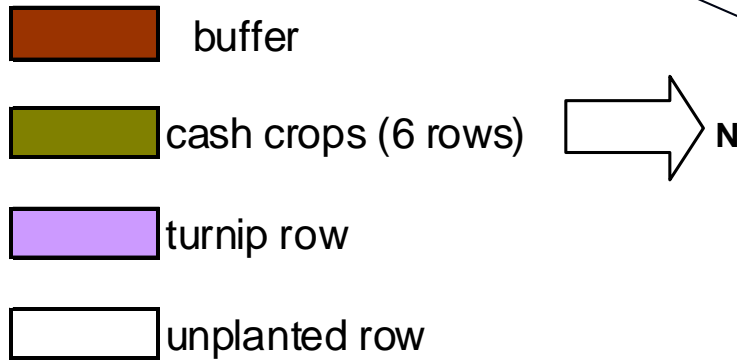 buffer
cash crops (6 rows)
N
turnip row
unplanted row